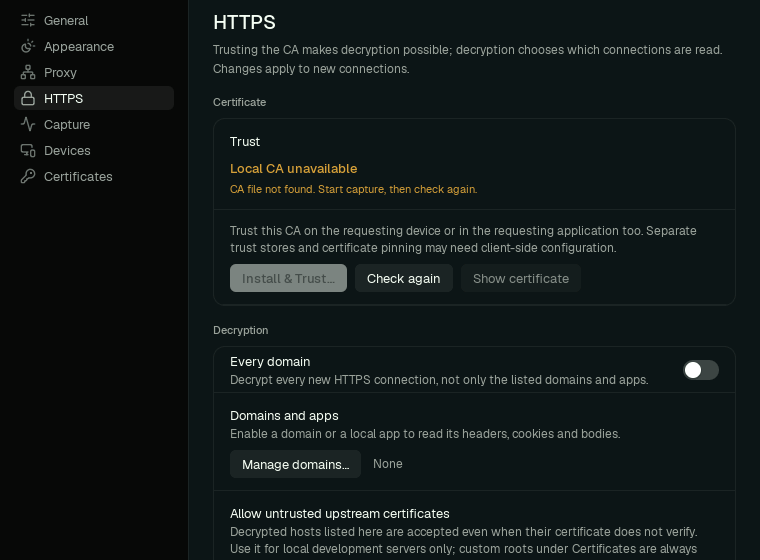 General
Appearance
Proxy
HTTPS
Capture
Devices
Certificates
HTTPS
Trusting the CA makes decryption possible; decryption chooses which connections are read.
Changes apply to new connections.
Certificate
Trust
Local CA unavailable
CA file not found. Start capture, then check again.
Trust this CA on the requesting device or in the requesting application too. Separate
trust stores and certificate pinning may need client-side configuration.
Install & Trust...
Check again
Show certificate
Decryption
Every domain
Decrypt every new HTTPS connection, not only the listed domains and apps.
Domains and apps
Enable a domain or a local app to read its headers, cookies and bodies.
Manage domains...
None
Allow untrusted upstream certificates
Decrypted hosts listed here are accepted even when their certificate does not verify.
Use it for local development servers only; custom roots under Certificates are always